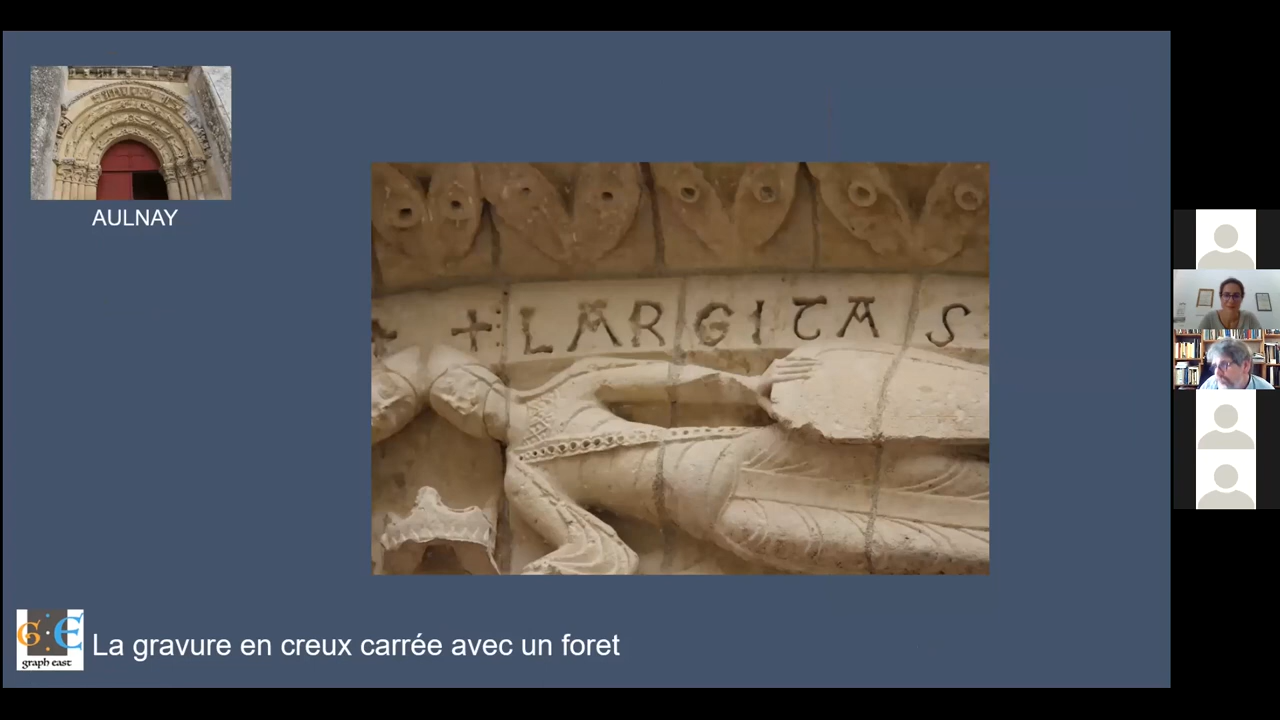 AULNAY
+ LARGITAS
G E
graph east
La gravure en creux carrée avec un foret